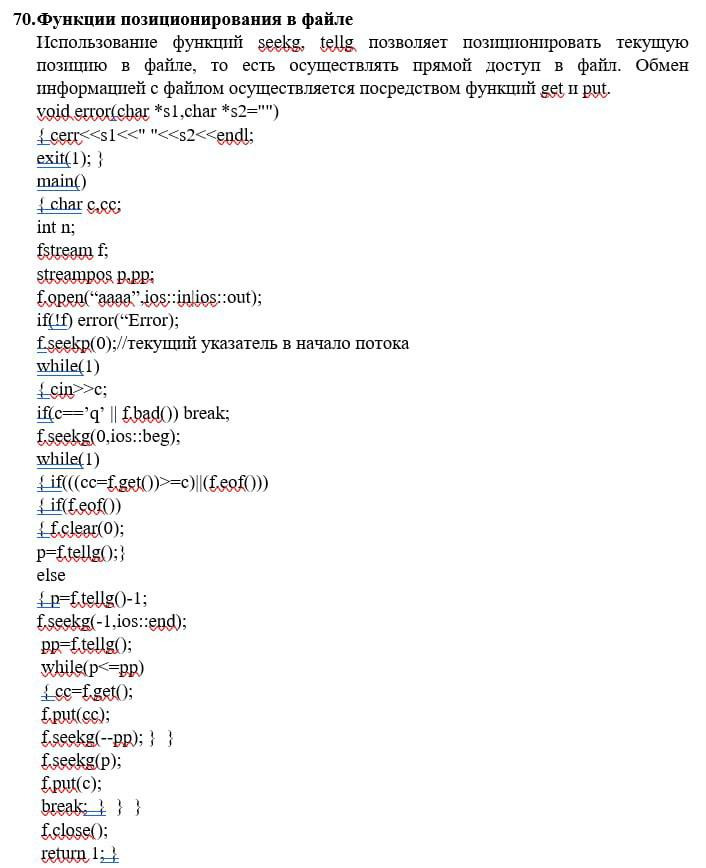 70.Функции позиционирования в файле
Использование функций seekg, tellg позволяет позиционировать текущую
позицию в файле, то есть осуществлять прямой доступ в файл. Обмен
информацией с файлом осуществляется посредством функций get и put.
void error(char *s1,char *s2="")
{ cerr<<s1<<" "<<s2<<endl;
exit(1); }
main()
{ char c,cc;
int n;
fstream f;
streampos p,pp;
f.open(“aaaa”,ios::in|ios::out);
if(!f) error(“Error);
f.seekp(0);//текущий указатель в начало потока
while(1)
{ cin>>c;
if(c==’q’ || f.bad()) break;
f.seekg(0,ios::beg);
while(1)
{ if(((cc=f.get())>=c)||(f.eof()))
{ if(f.eof())
{ f.clear(0);
p=f.tellg();}
else
{ p=f.tellg()-1;
f.seekg(-1,ios::end);
pp=f.tellg();
while(p<=pp)
{ cc=f.get();
f.put(cc);
f.seekg(--pp); } }
f.seekg(p);
f.put(c);
break; } } }
f.close();
return 1; }